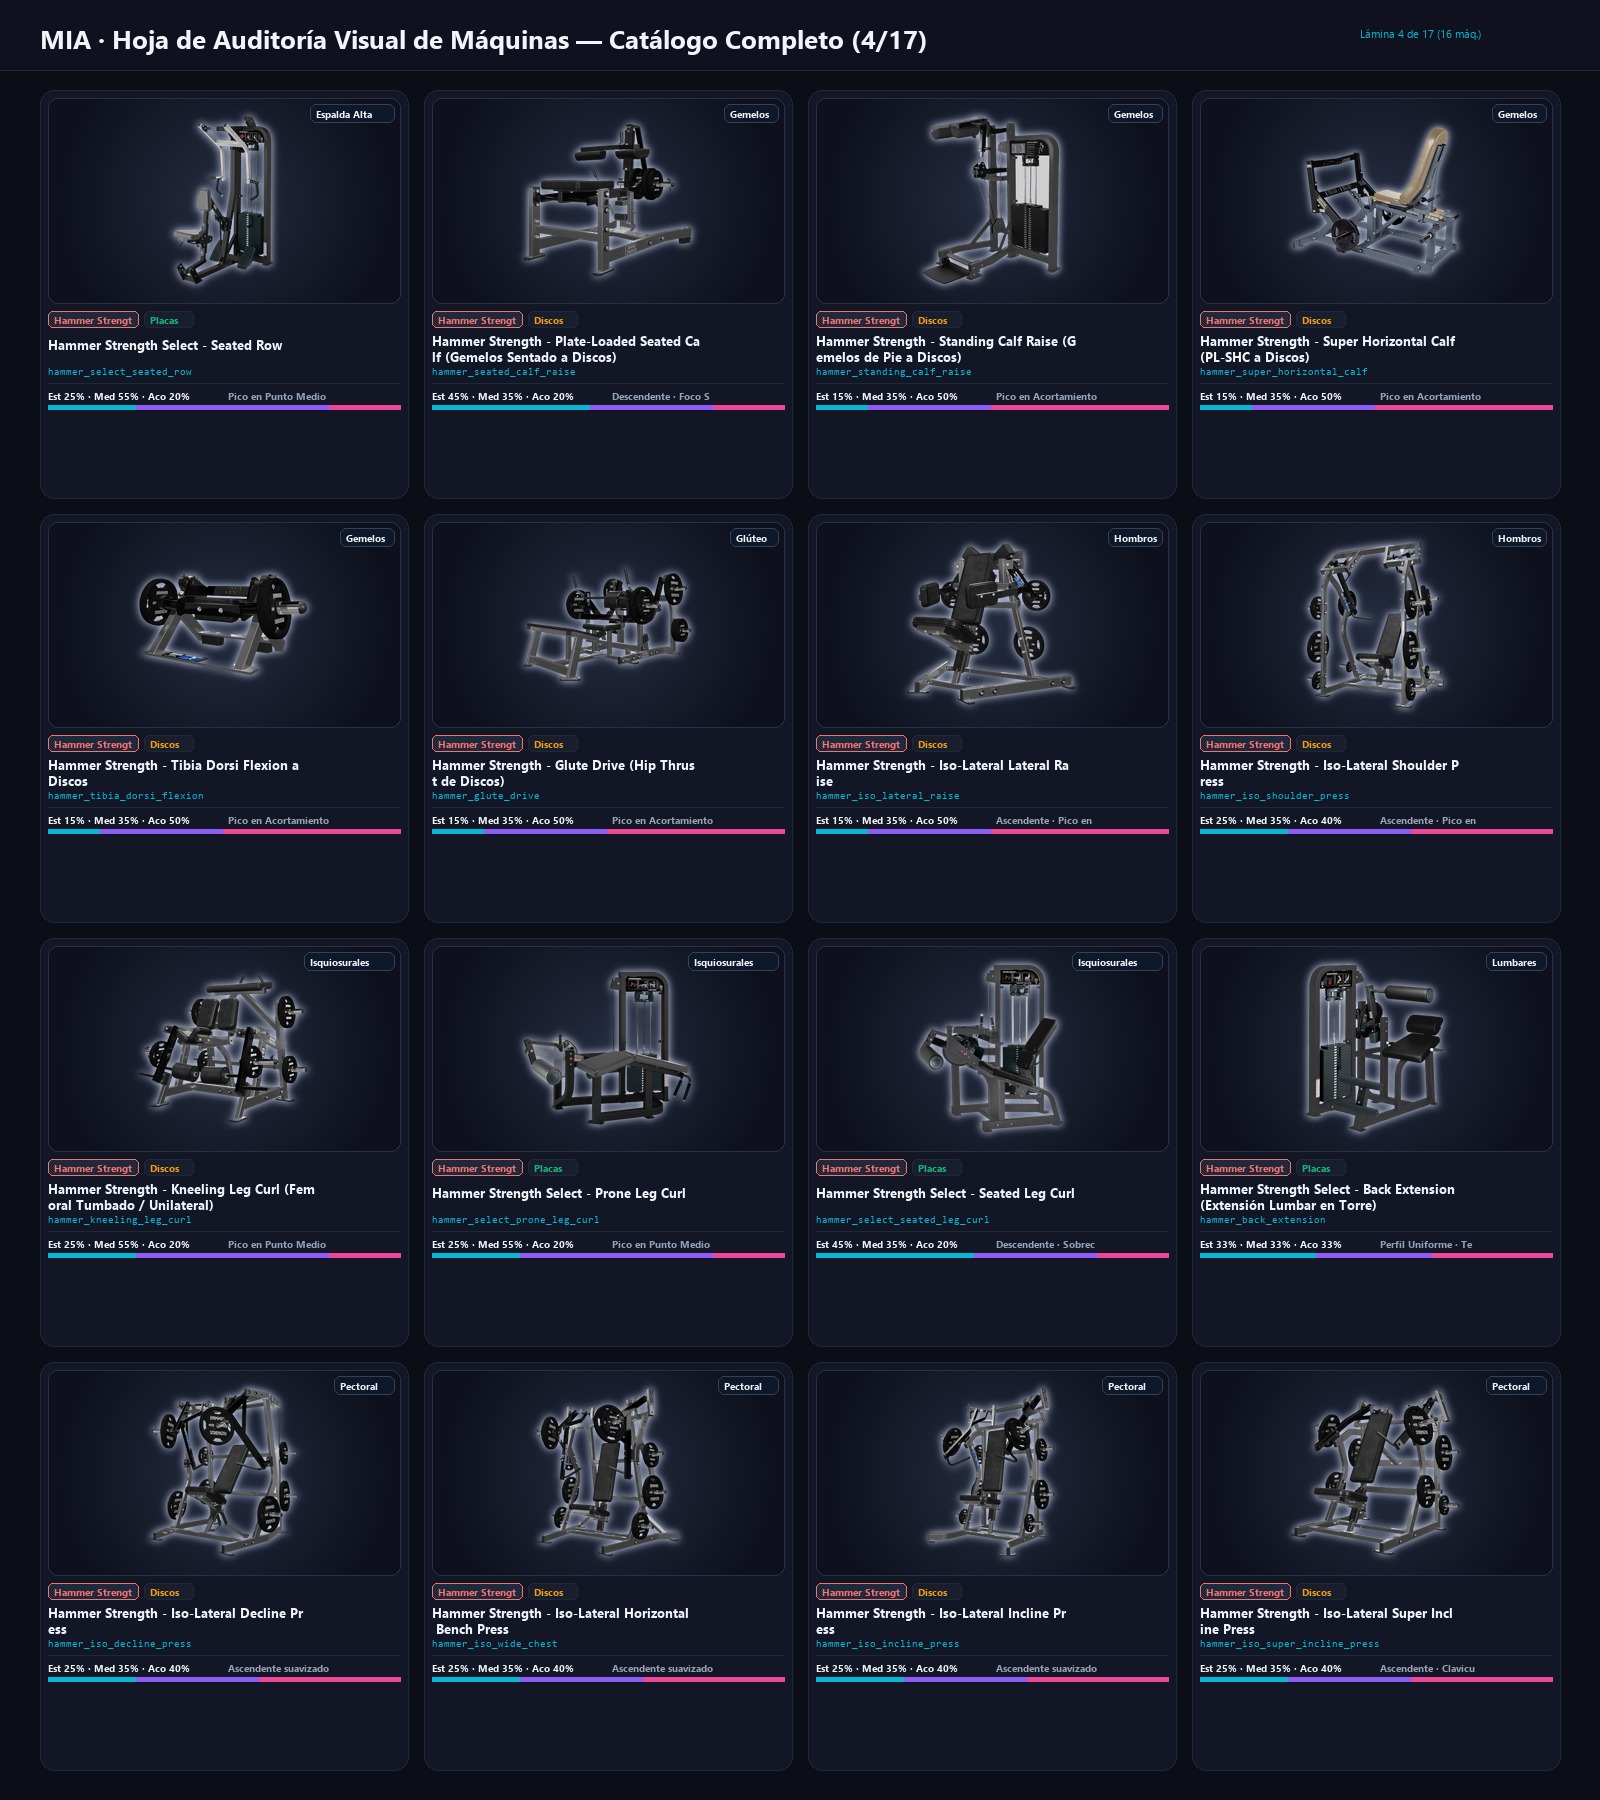 MIA · Hoja de Auditoría Visual de Máquinas — Catálogo Completo (4/17)
Lámina 4 de 17 (16 máq.)
Espalda Alta
Hammer Strengt
Placas
Hammer Strength Select - Seated Row
hammer_select_seated_row
Est 25% · Med 55% · Aco 20%
Pico en Punto Medio
Gemelos
Hammer Strengt
Discos
Hammer Strength - Plate-Loaded Seated Ca
lf (Gemelos Sentado a Discos)
hammer_seated_calf_raise
Est 45% · Med 35% · Aco 20%
Descendente · Foco S
Gemelos
Hammer Strengt
Discos
Hammer Strength - Standing Calf Raise (G
emelos de Pie a Discos)
hammer_standing_calf_raise
Est 15% · Med 35% · Aco 50%
Pico en Acortamiento
Gemelos
Hammer Strengt
Discos
Hammer Strength - Super Horizontal Calf
(PL-SHC a Discos)
hammer_super_horizontal_calf
Est 15% · Med 35% · Aco 50%
Pico en Acortamiento
Gemelos
Hammer Strengt
Discos
Hammer Strength - Tibia Dorsi Flexion a
Discos
hammer_tibia_dorsi_flexion
Est 15% · Med 35% · Aco 50%
Pico en Acortamiento
Glúteo
Hammer Strengt
Discos
Hammer Strength - Glute Drive (Hip Thrus
t de Discos)
hammer_glute_drive
Est 15% · Med 35% · Aco 50%
Pico en Acortamiento
Hombros
Hammer Strengt
Discos
Hammer Strength - Iso-Lateral Lateral Ra
ise
hammer_iso_lateral_raise
Est 15% · Med 35% · Aco 50%
Ascendente · Pico en
Hombros
Hammer Strengt
Discos
Hammer Strength - Iso-Lateral Shoulder P
ress
hammer_iso_shoulder_press
Est 25% · Med 35% · Aco 40%
Ascendente · Pico en
Isquiosurales
Hammer Strengt
Discos
Hammer Strength - Kneeling Leg Curl (Fem
oral Tumbado / Unilateral)
hammer_kneeling_leg_curl
Est 25% · Med 55% · Aco 20%
Pico en Punto Medio
Isquiosurales
Hammer Strengt
Placas
Hammer Strength Select - Prone Leg Curl
hammer_select_prone_leg_curl
Est 25% · Med 55% · Aco 20%
Pico en Punto Medio
Isquiosurales
Hammer Strengt
Placas
Hammer Strength Select - Seated Leg Curl
hammer_select_seated_leg_curl
Est 45% · Med 35% · Aco 20%
Descendente · Sobrec
Lumbares
Hammer Strengt
Placas
Hammer Strength Select - Back Extension
(Extensión Lumbar en Torre)
hammer_back_extension
Est 33% · Med 33% · Aco 33%
Perfil Uniforme · Te
Pectoral
Hammer Strengt
Discos
Hammer Strength - Iso-Lateral Decline Pr
ess
hammer_iso_decline_press
Est 25% · Med 35% · Aco 40%
Ascendente suavizado
Pectoral
Hammer Strengt
Discos
Hammer Strength - Iso-Lateral Horizontal
Bench Press
hammer_iso_wide_chest
Est 25% · Med 35% · Aco 40%
Ascendente suavizado
Pectoral
Hammer Strengt
Discos
Hammer Strength - Iso-Lateral Incline Pr
ess
hammer_iso_incline_press
Est 25% · Med 35% · Aco 40%
Ascendente suavizado
Pectoral
Hammer Strengt
Discos
Hammer Strength - Iso-Lateral Super Incl
ine Press
hammer_iso_super_incline_press
Est 25% · Med 35% · Aco 40%
Ascendente · Clavicu